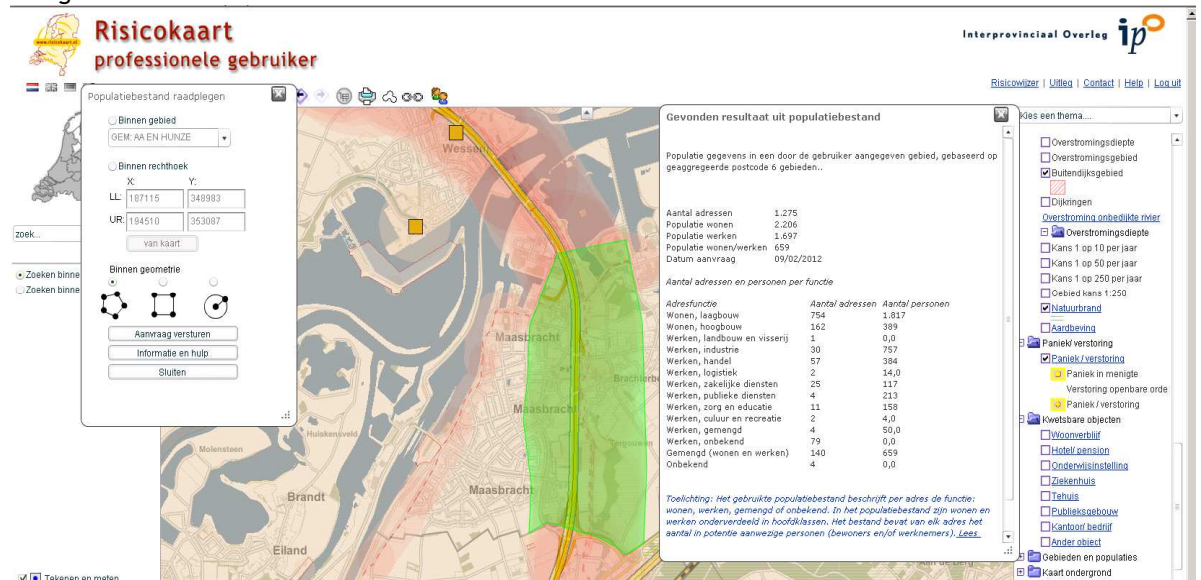 Risicokaart
professionele gebruiker
www.risicokaart.nl
Interprovinciaal Overleg ip
Risicowijzer | Uitleg | Contact | Help | Log uit
Populatiebestand raadplegen
Binnen gebied
GEM: AA EN HUNZE
Binnen rechthoek
X: Y:
LL: 187115 348983
UR: 194510 353087
van kaart
Binnen geometrie
Aanvraag versturen
Informatie en hulp
Sluiten
zoek...
Zoeken binne
Zoeken binne
Tekenen en meten
Wessem
Maasbracht
Maasbracht
Maasbracht
Brachterbe
Tergouwen
Huiskensveld
Molensteen
Brandt
Eiland
Aan de Berg
Gevonden resultaat uit populatiebestand
Populatie gegevens in een door de gebruiker aangegeven gebied, gebaseerd op
geaggreerde postcode 6 gebieden..
Aantal adressen 1.275
Populatie wonen 2.206
Populatie werken 1.697
Populatie wonen/werken 659
Datum aanvraag 09/02/2012
Aantal adressen en personen per functie
Adresfunctie Aantal adressen Aantal personen
Wonen, laagbouw 754 1.817
Wonen, hoogbouw 162 389
Werken, landbouw en visserij 1 0,0
Werken, industrie 30 757
Werken, handel 57 384
Werken, logistiek 2 14,0
Werken, zakelijke diensten 25 117
Werken, publieke diensten 4 213
Werken, zorg en educatie 11 158
Werken, culuur en recreatie 2 4,0
Werken, gemengd 4 50,0
Werken, onbekend 79 0,0
Gemengd (wonen en werken) 140 659
Onbekend 4 0,0
Toelichting: Het gebruikte populatiebestand beschrijft per adres de functie:
wonen, werken, gemengd of onbekend. In het populatiebestand zijn wonen en
werken onderverdeeld in hoofdklassen. Het bestand bevat van elk adres het
aantal in potentie aanwezige personen (bewoners en/of werknemers). Lees
Kies een thema....
Overstromingsdiepte
Overstromingsgebied
Buitendijksgebied
Dijkringen
Overstroming onbedijkte rivier
Overstromingsdiepte
Kans 1 op 10 per jaar
Kans 1 op 50 per jaar
Kans 1 op 250 per jaar
Gebied kans 1:250
Natuurbrand
Aardbeving
Paniek/ verstoring
Paniek / verstoring
Paniek in menigte
Verstoring openbare orde
Paniek / verstoring
Kwetsbare objecten
Woonverblijf
Hotel/ pension
Onderwijsinstelling
Ziekenhuis
Tehuis
Publieksgebouw
Kantoor/ bedrijf
Ander object
Gebieden en populaties
Kaart ondergrond